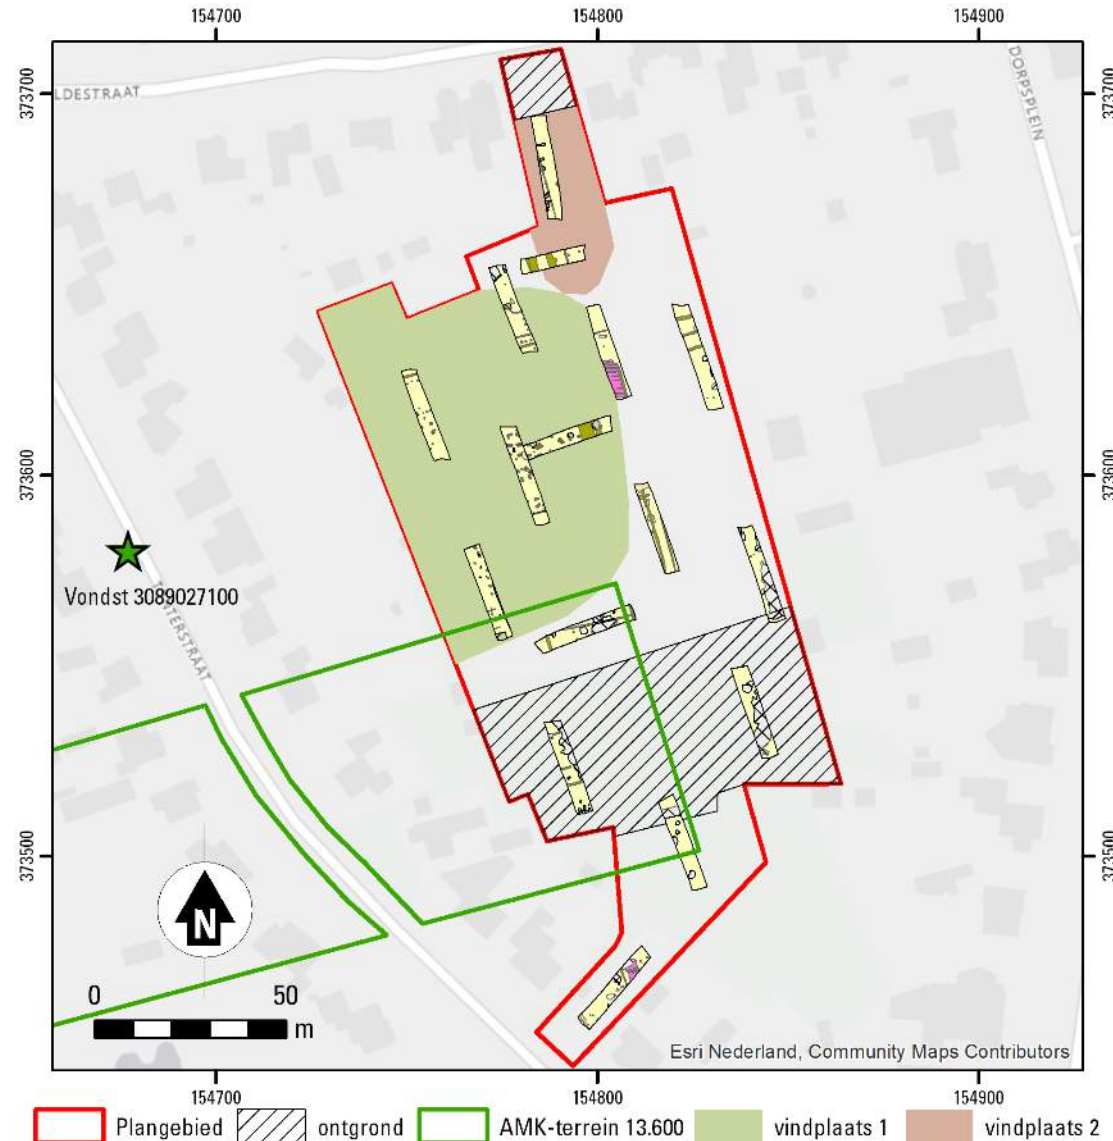 154700
154800
154900
373700
LDESTRAAT
DORPSPLEIN
373700
373600
373600
Vondst 3089027100
373500
373500
N
0
50
m
Esri Nederland, Community Maps Contributors
154700
154800
154900
Plangebied
ontgrond
AMK-terrein 13.600
vindplaats 1
vindplaats 2